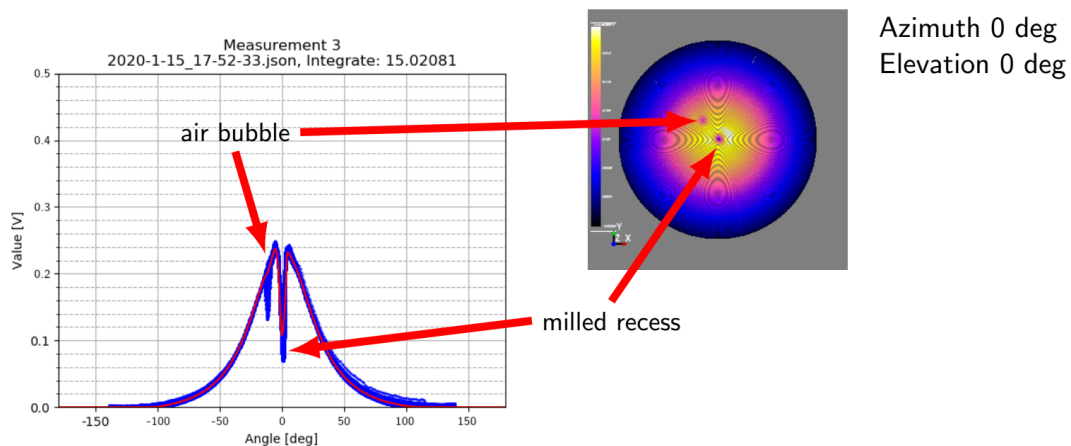 Measurement 3
2020-1-15_17-52-33.json, Integrate: 15.02081
0.5
0.4
0.3
0.2
0.1
0.0
Value [V]
-150
-100
-50
0
50
100
150
Angle [deg]
air bubble
milled recess
Y
Z X
Azimuth 0 deg
Elevation 0 deg